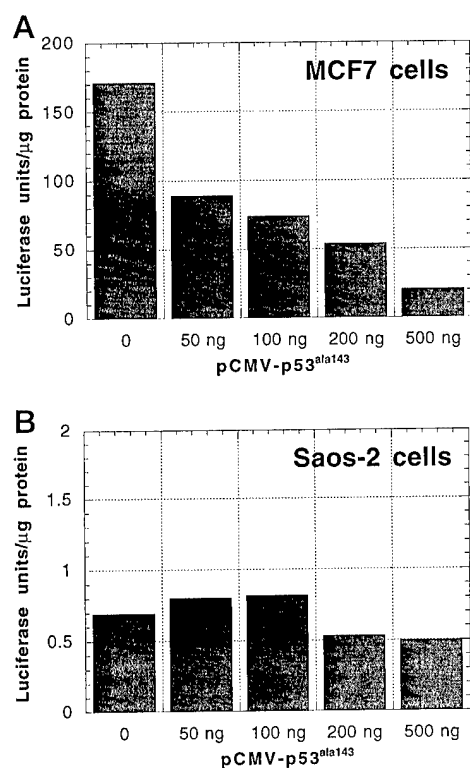 A
MCF7 cells
Luciferase units/µg protein
200
150
100
50
0
0 50 ng 100 ng 200 ng 500 ng
pCMV-p53ala143
B
Saos-2 cells
Luciferase units/µg protein
2
1.5
1
0.5
0
0 50 ng 100 ng 200 ng 500 ng
pCMV-p53ala143